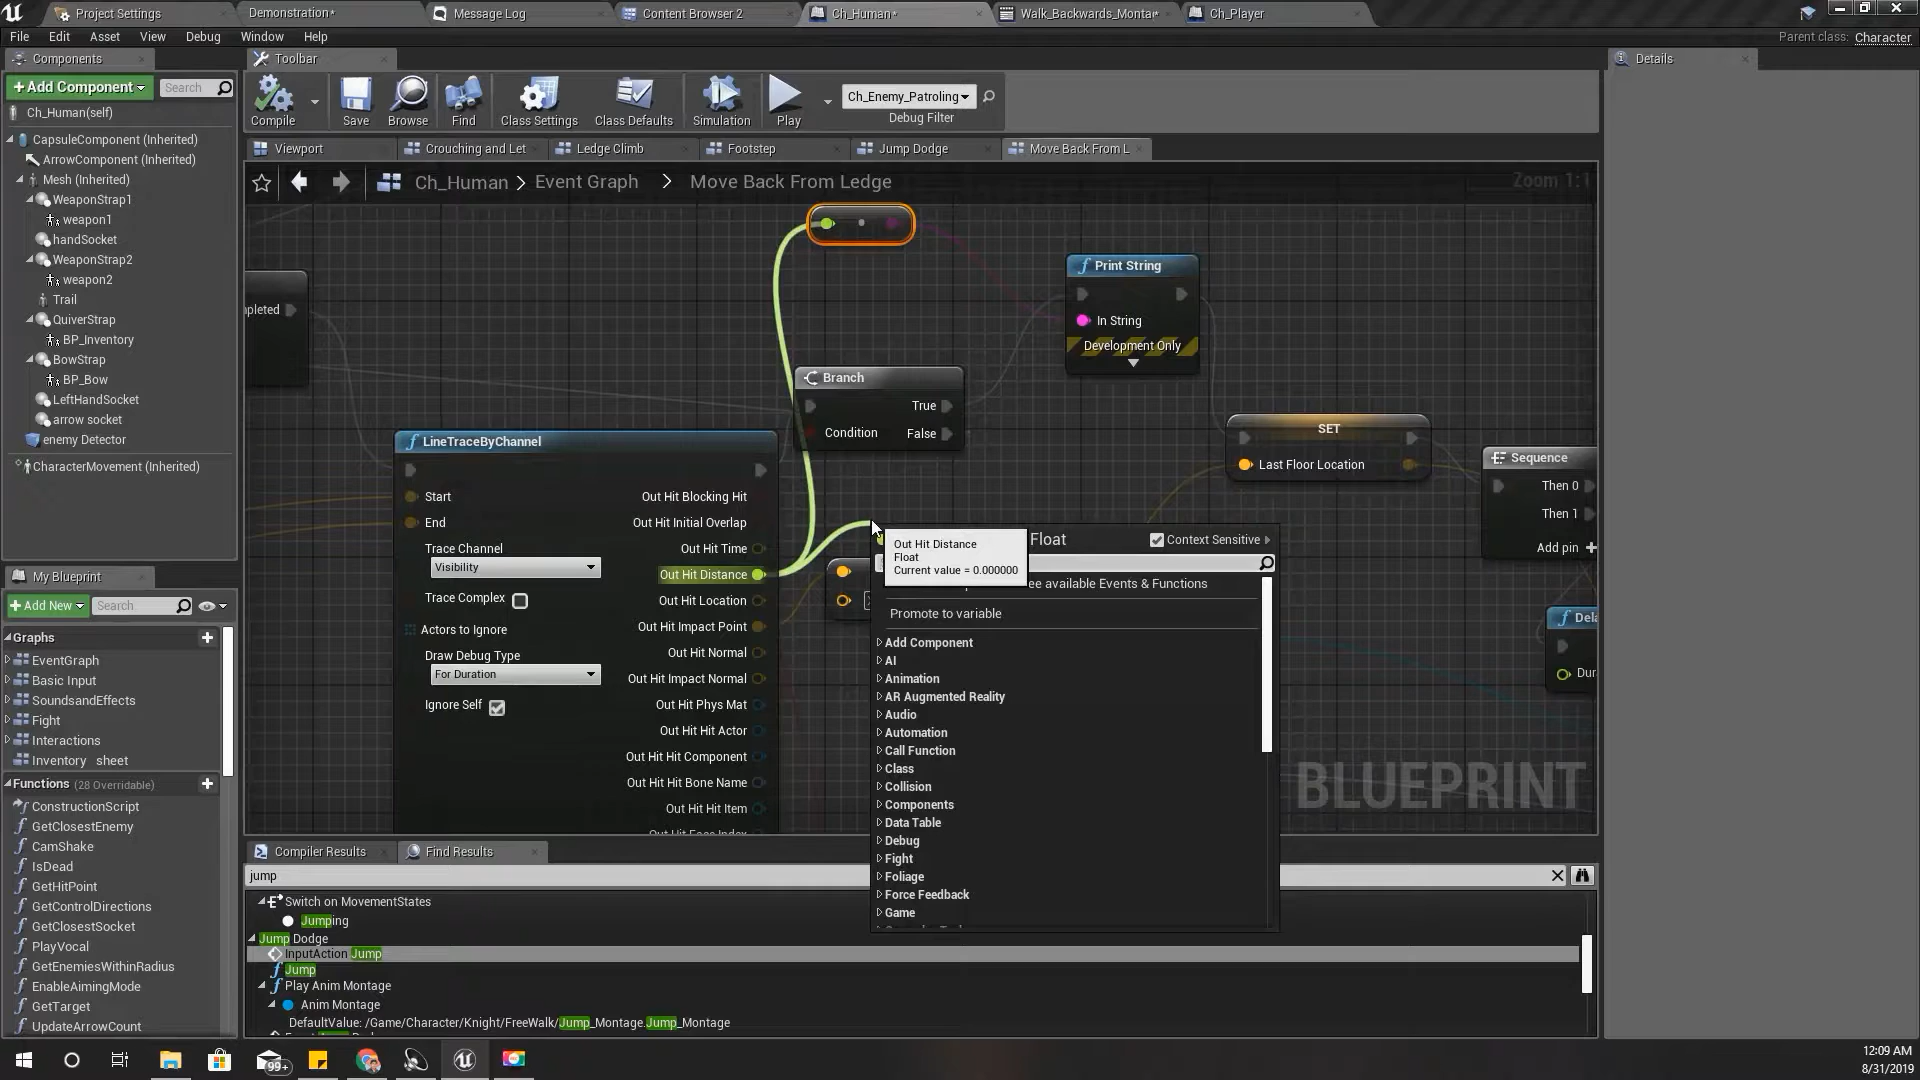 Project Settings
Demonstration*
Message Log
Content Browser 2
Ch_Human*
Walk_Backwards_Montar*
Ch_Player
File Edit Asset View Debug Window Help
Parent class: Character
Components
Toolbar
Details
+ Add Component
Search
Compile
Save
Browse
Find
Class Settings
Class Defaults
Simulation
Play
Ch_Enemy_Patroling
Debug Filter
Ch_Human(self)
CapsuleComponent (Inherited)
ArrowComponent (Inherited)
Mesh (Inherited)
WeaponStrap1
weapon1
handSocket
WeaponStrap2
weapon2
Trail
QuiverStrap
BP_Inventory
BowStrap
BP_Bow
LeftHandSocket
arrow socket
enemy Detector
CharacterMovement (Inherited)
Viewport
Crouching and Let
Ledge Climb
Footstep
Jump Dodge
Move Back From L
Ch_Human > Event Graph > Move Back From Ledge
Zoom 1:1
Print String
In String
Development Only
mpleted
Branch
True
Condition
False
SET
Last Floor Location
Sequence
Then 0
Then 1
Add pin +
Dela
Dura
LineTraceByChannel
Start
End
Trace Channel
Visibility
Trace Complex
Actors to Ignore
Draw Debug Type
For Duration
Ignore Self
Out Hit Blocking Hit
Out Hit Initial Overlap
Out Hit Time
Out Hit Distance
Out Hit Location
Out Hit Impact Point
Out Hit Normal
Out Hit Impact Normal
Out Hit Phys Mat
Out Hit Hit Actor
Out Hit Hit Component
Out Hit Hit Bone Name
Out Hit Hit Item
Out Hit Face Index
Out Hit Distance
Float
Current value = 0.000000
Float
Context Sensitive
ee available Events & Functions
Promote to variable
Add Component
AI
Animation
AR Augmented Reality
Audio
Automation
Call Function
Class
Collision
Components
Data Table
Debug
Fight
Foliage
Force Feedback
Game
BLUEPRINT
My Blueprint
+ Add New
Search
Graphs
EventGraph
Basic Input
SoundsandEffects
Fight
Interactions
Inventory sheet
Functions (28 Overridable)
ConstructionScript
GetClosestEnemy
CamShake
IsDead
GetHitPoint
GetControlDirections
GetClosestSocket
PlayVocal
GetEnemiesWithinRadius
EnableAimingMode
GetTarget
UpdateArrowCount
Compiler Results
Find Results
jump
Switch on MovementStates
Jumping
Jump Dodge
InputAction Jump
Jump
Play Anim Montage
Anim Montage
DefaultValue: /Game/Character/Knight/FreeWalk/Jump_Montage.Jump_Montage
99+
12:09 AM
8/31/2019